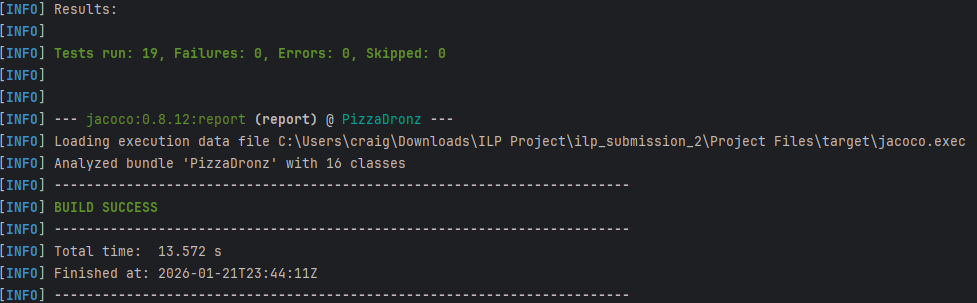 [INFO] Results:
[INFO]
[INFO] Tests run: 19, Failures: 0, Errors: 0, Skipped: 0
[INFO]
[INFO]
[INFO] --- jacoco:0.8.12:report (report) @ PizzaDronz ---
[INFO] Loading execution data file C:\Users\craig\Downloads\ILP Project\ilp_submission_2\Project Files\target\jacoco.exec
[INFO] Analyzed bundle 'PizzaDronz' with 16 classes
[INFO] ------------------------------------------------------------------------
[INFO] BUILD SUCCESS
[INFO] ------------------------------------------------------------------------
[INFO] Total time:  13.572 s
[INFO] Finished at: 2026-01-21T23:44:11Z
[INFO] ------------------------------------------------------------------------